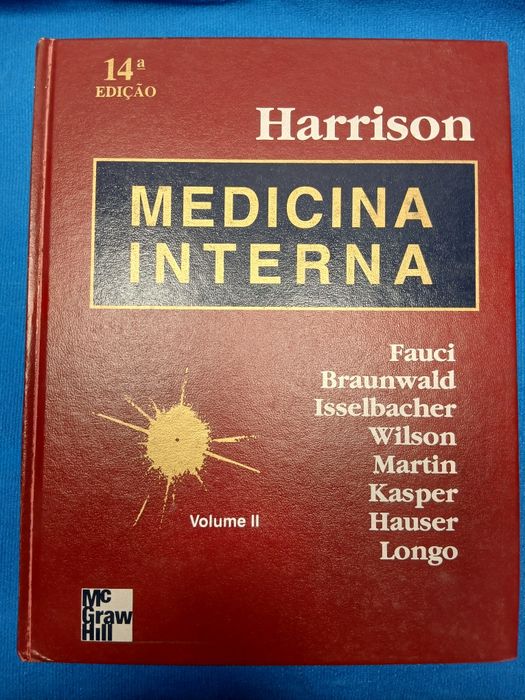 14ª
EDIÇÃO
Harrison
MEDICINA
INTERNA
Fauci
Braunwald
Isselbacher
Wilson
Martin
Kasper
Hauser
Longo
Volume II
Mc
Graw
Hill